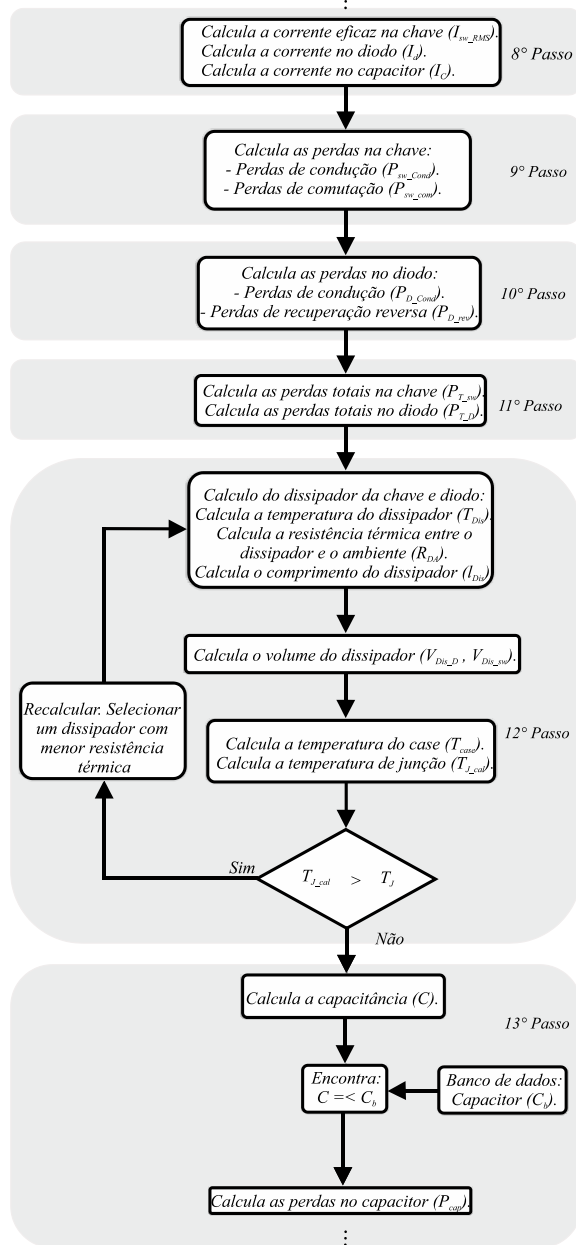 Calcula a corrente eficaz na chave (I_sw_RMS).
Calcula a corrente no diodo (I_d).
Calcula a corrente no capacitor (I_C).
8° Passo
Calcula as perdas na chave:
- Perdas de condução (P_sw_Cond).
- Perdas de comutação (P_sw_com).
9° Passo
Calcula as perdas no diodo:
- Perdas de condução (P_D_Cond).
- Perdas de recuperação reversa (P_D_rev).
10° Passo
Calcula as perdas totais na chave (P_T_sw).
Calcula as perdas totais no diodo (P_T_D).
11° Passo
Calculo do dissipador da chave e diodo:
Calcula a temperatura do dissipador (T_Dis).
Calcula a resistência térmica entre o
dissipador e o ambiente (R_DA).
Calcula o comprimento do dissipador (l_Dis)
Calcula o volume do dissipador (V_Dis_D , V_Dis_sw).
Recalcular. Selecionar
um dissipador com
menor resistência
térmica
Calcula a temperatura do case (T_case).
Calcula a temperatura de junção (T_J_cal).
12° Passo
Sim
T_J_cal > T_J
Não
Calcula a capacitância (C).
13° Passo
Encontra:
C =< C_b
Banco de dados:
Capacitor (C_b).
Calcula as perdas no capacitor (P_cap).